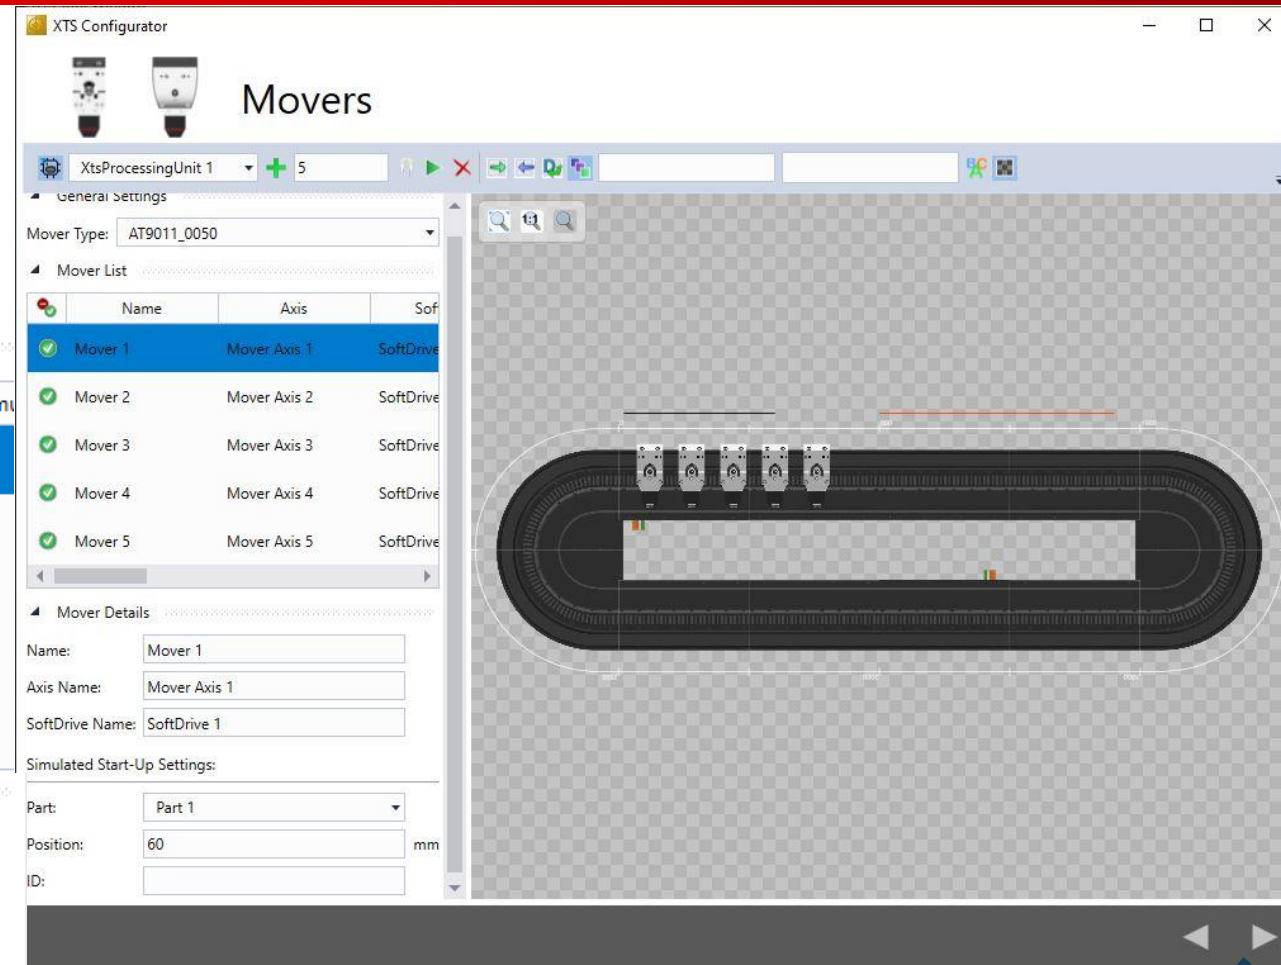 XTS Configurator
Movers
XtsProcessingUnit 1
5
General Settings
Mover Type: AT9011_0050
Mover List
Name Axis Sof
Mover 1 Mover Axis 1 SoftDrive
Mover 2 Mover Axis 2 SoftDrive
Mover 3 Mover Axis 3 SoftDrive
Mover 4 Mover Axis 4 SoftDrive
Mover 5 Mover Axis 5 SoftDrive
Mover Details
Name: Mover 1
Axis Name: Mover Axis 1
SoftDrive Name: SoftDrive 1
Simulated Start-Up Settings:
Part: Part 1
Position: 60 mm
ID:
1:1